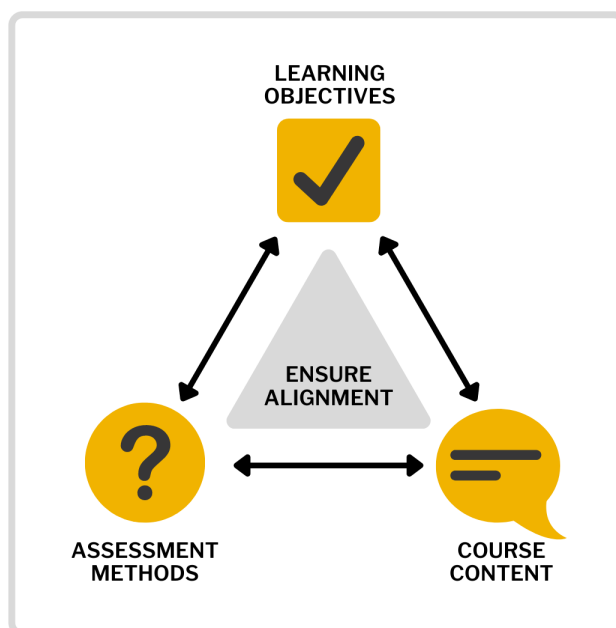 LEARNING
OBJECTIVES
ENSURE
ALIGNMENT
?
ASSESSMENT
METHODS
COURSE
CONTENT